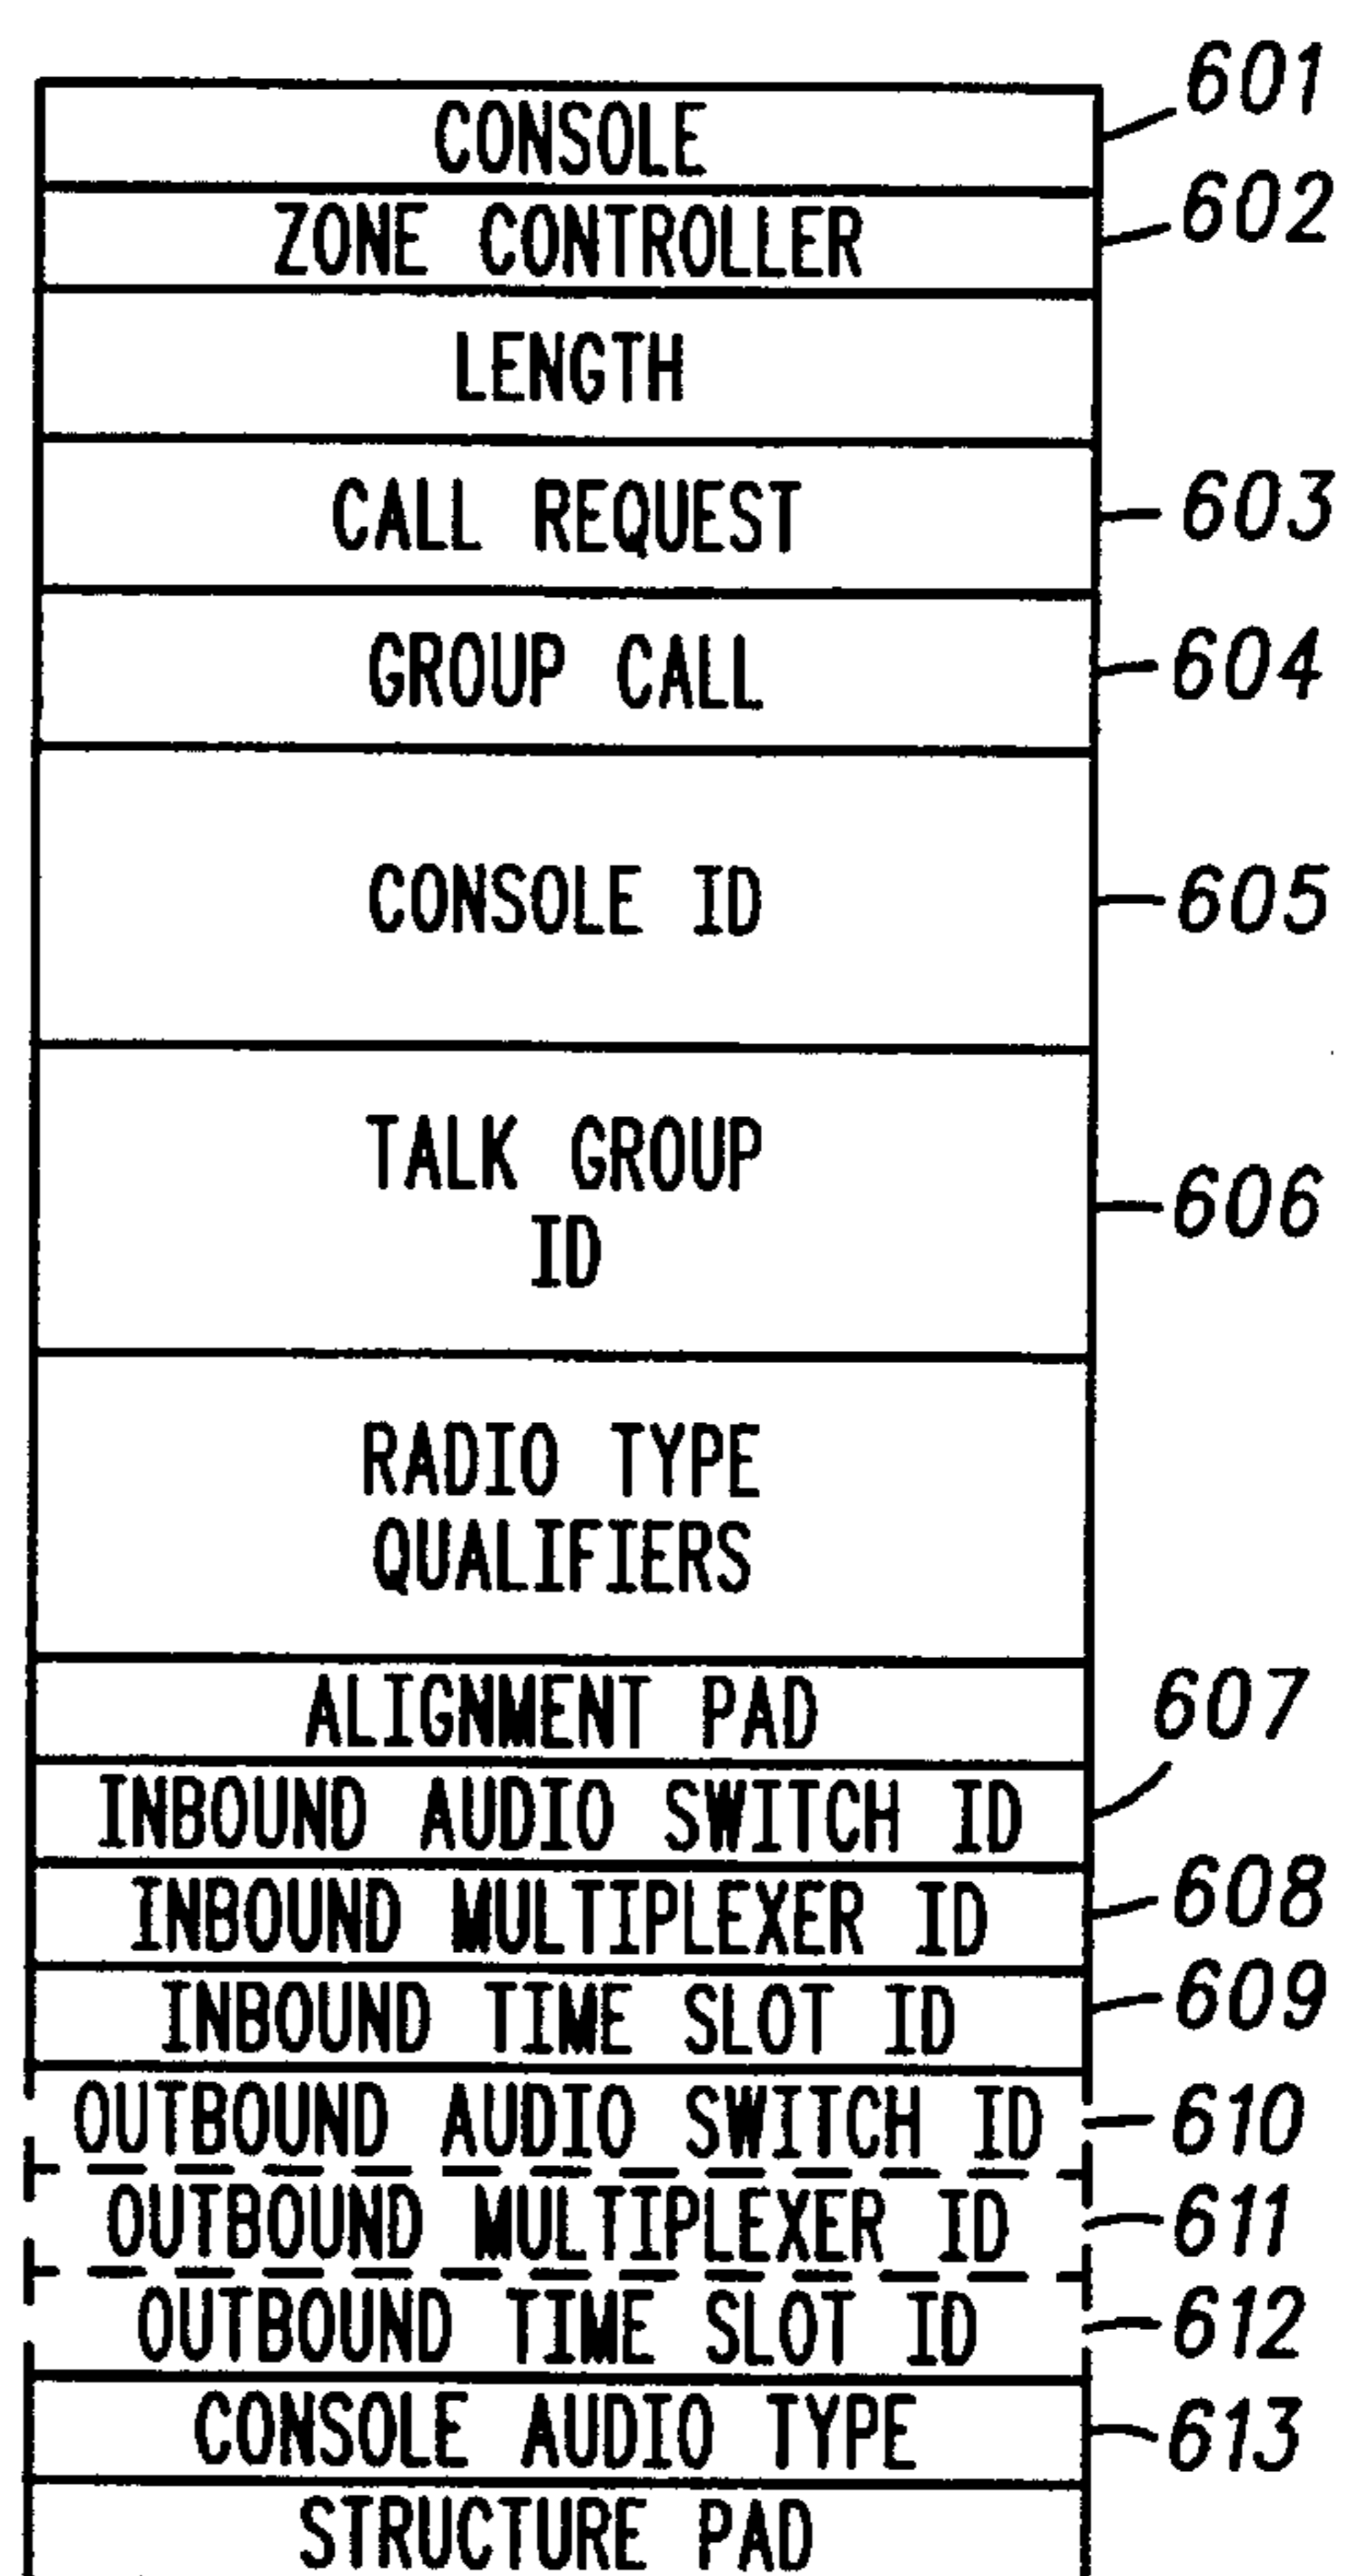 CONSOLE 601
ZONE CONTROLLER 602
LENGTH
CALL REQUEST 603
GROUP CALL 604
CONSOLE ID 605
TALK GROUP
ID 606
RADIO TYPE
QUALIFIERS
ALIGNMENT PAD
INBOUND AUDIO SWITCH ID 607
INBOUND MULTIPLEXER ID 608
INBOUND TIME SLOT ID 609
OUTBOUND AUDIO SWITCH ID 610
OUTBOUND MULTIPLEXER ID 611
OUTBOUND TIME SLOT ID 612
CONSOLE AUDIO TYPE 613
STRUCTURE PAD